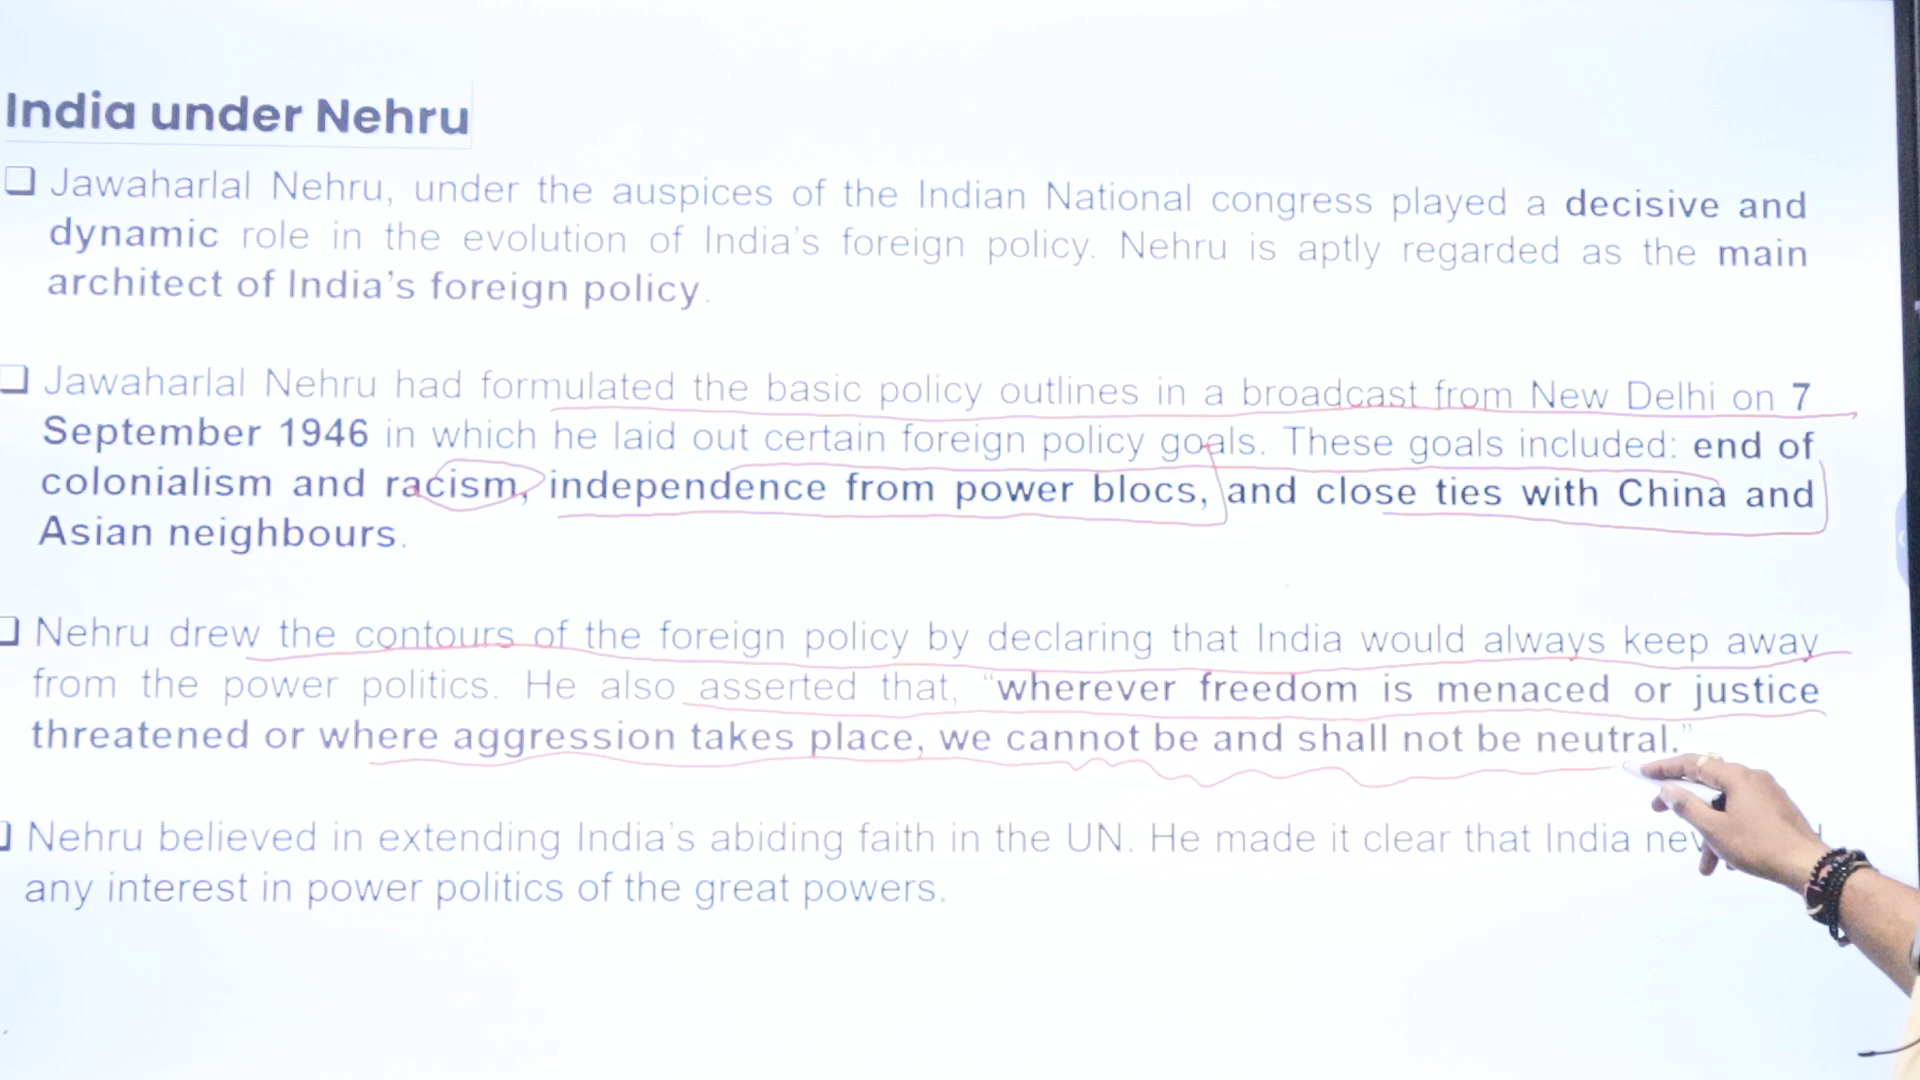 India under Nehru
Jawaharlal Nehru, under the auspices of the Indian National congress played a decisive and
dynamic role in the evolution of India's foreign policy. Nehru is aptly regarded as the main
architect of India's foreign policy.
Jawaharlal Nehru had formulated the basic policy outlines in a broadcast from New Delhi on 7
September 1946 in which he laid out certain foreign policy goals. These goals included: end of
colonialism and racism, independence from power blocs, and close ties with China and
Asian neighbours.
Nehru drew the contours of the foreign policy by declaring that India would always keep away
from the power politics. He also asserted that, "wherever freedom is menaced or justice
threatened or where aggression takes place, we cannot be and shall not be neutral."
Nehru believed in extending India's abiding faith in the UN. He made it clear that India
any interest in power politics of the great powers.